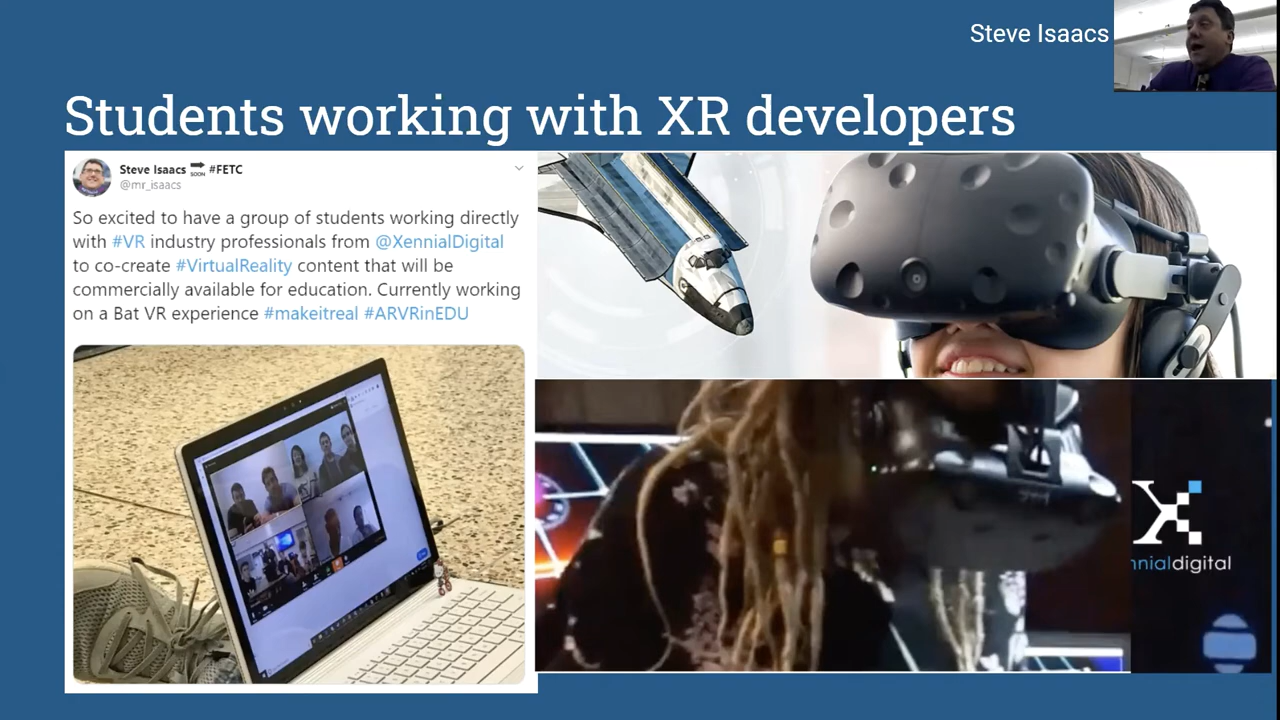 Steve Isaacs
Students working with XR developers
Steve Isaacs SOON #FETC
@mr_isaacs
So excited to have a group of students working directly
with #VR industry professionals from @XennialDigital
to co-create #VirtualReality content that will be
commercially available for education. Currently working
on a Bat VR experience #makeitreal #ARVRinEDU
nnialdigital